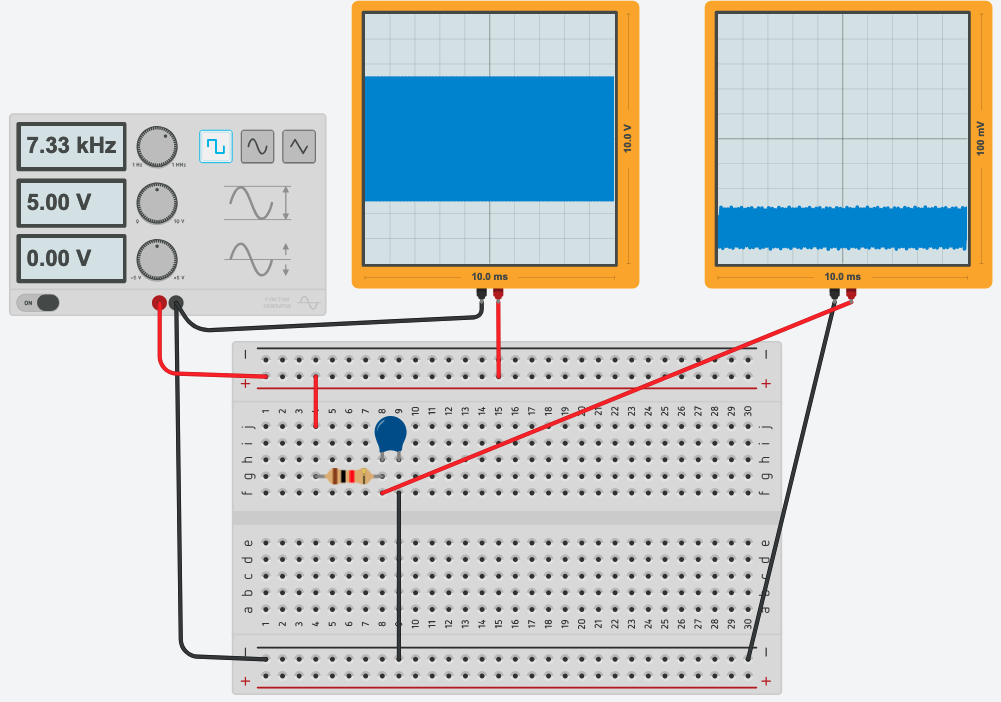 7.33 kHz
1 Hz
1 MHz
5.00 V
0
10 V
0.00 V
-5 V
+5 V
ON
FUNCTION
GENERATOR
10.0 V
10.0 ms
100 mV
10.0 ms
− −
+ +
1 2 3 4 5 6 7 8 9 10 11 12 13 14 15 16 17 18 19 20 21 22 23 24 25 26 27 28 29 30
j j
i i
h h
g g
f f
e e
d d
c c
b b
a a
1 2 3 4 5 6 7 8 9 10 11 12 13 14 15 16 17 18 19 20 21 22 23 24 25 26 27 28 29 30
− −
+ +